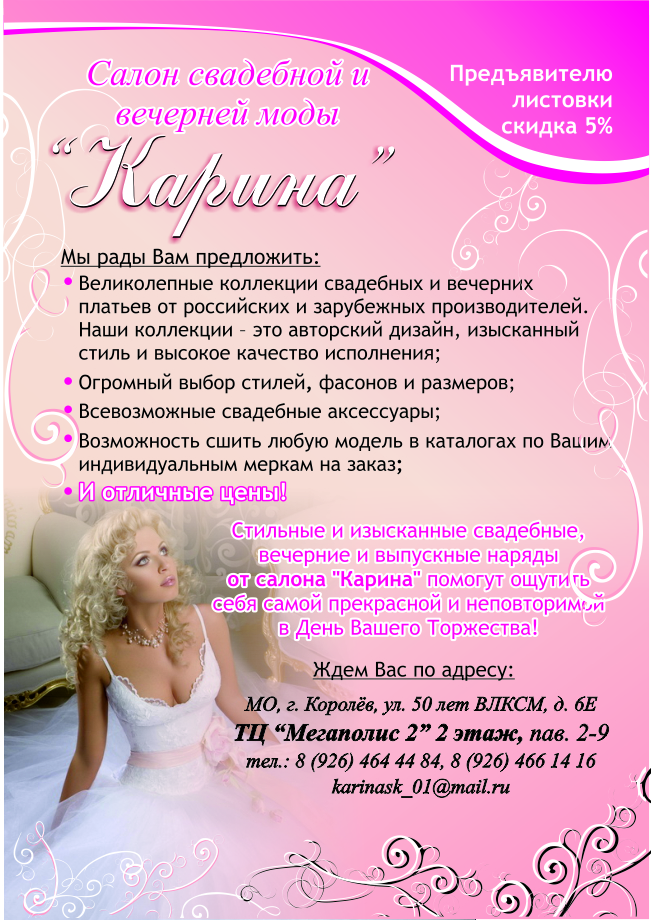 Салон свадебной и
вечерней моды
"Карина"
Предъявителю
листовки
скидка 5%
Мы рады Вам предложить:
• Великолепные коллекции свадебных и вечерних
платьев от российских и зарубежных производителей.
Наши коллекции – это авторский дизайн, изысканный
стиль и высокое качество исполнения;
• Огромный выбор стилей, фасонов и размеров;
• Всевозможные свадебные аксессуары;
• Возможность сшить любую модель в каталогах по Вашим
индивидуальным меркам на заказ;
• И отличные цены!
Стильные и изысканные свадебные,
вечерние и выпускные наряды
от салона "Карина" помогут ощутить
себя самой прекрасной и неповторимой
в День Вашего Торжества!
Ждем Вас по адресу:
МО, г. Королёв, ул. 50 лет ВЛКСМ, д. 6Е
ТЦ “Мегаполис 2” 2 этаж, пав. 2-9
тел.: 8 (926) 464 44 84, 8 (926) 466 14 16
karinask_01@mail.ru